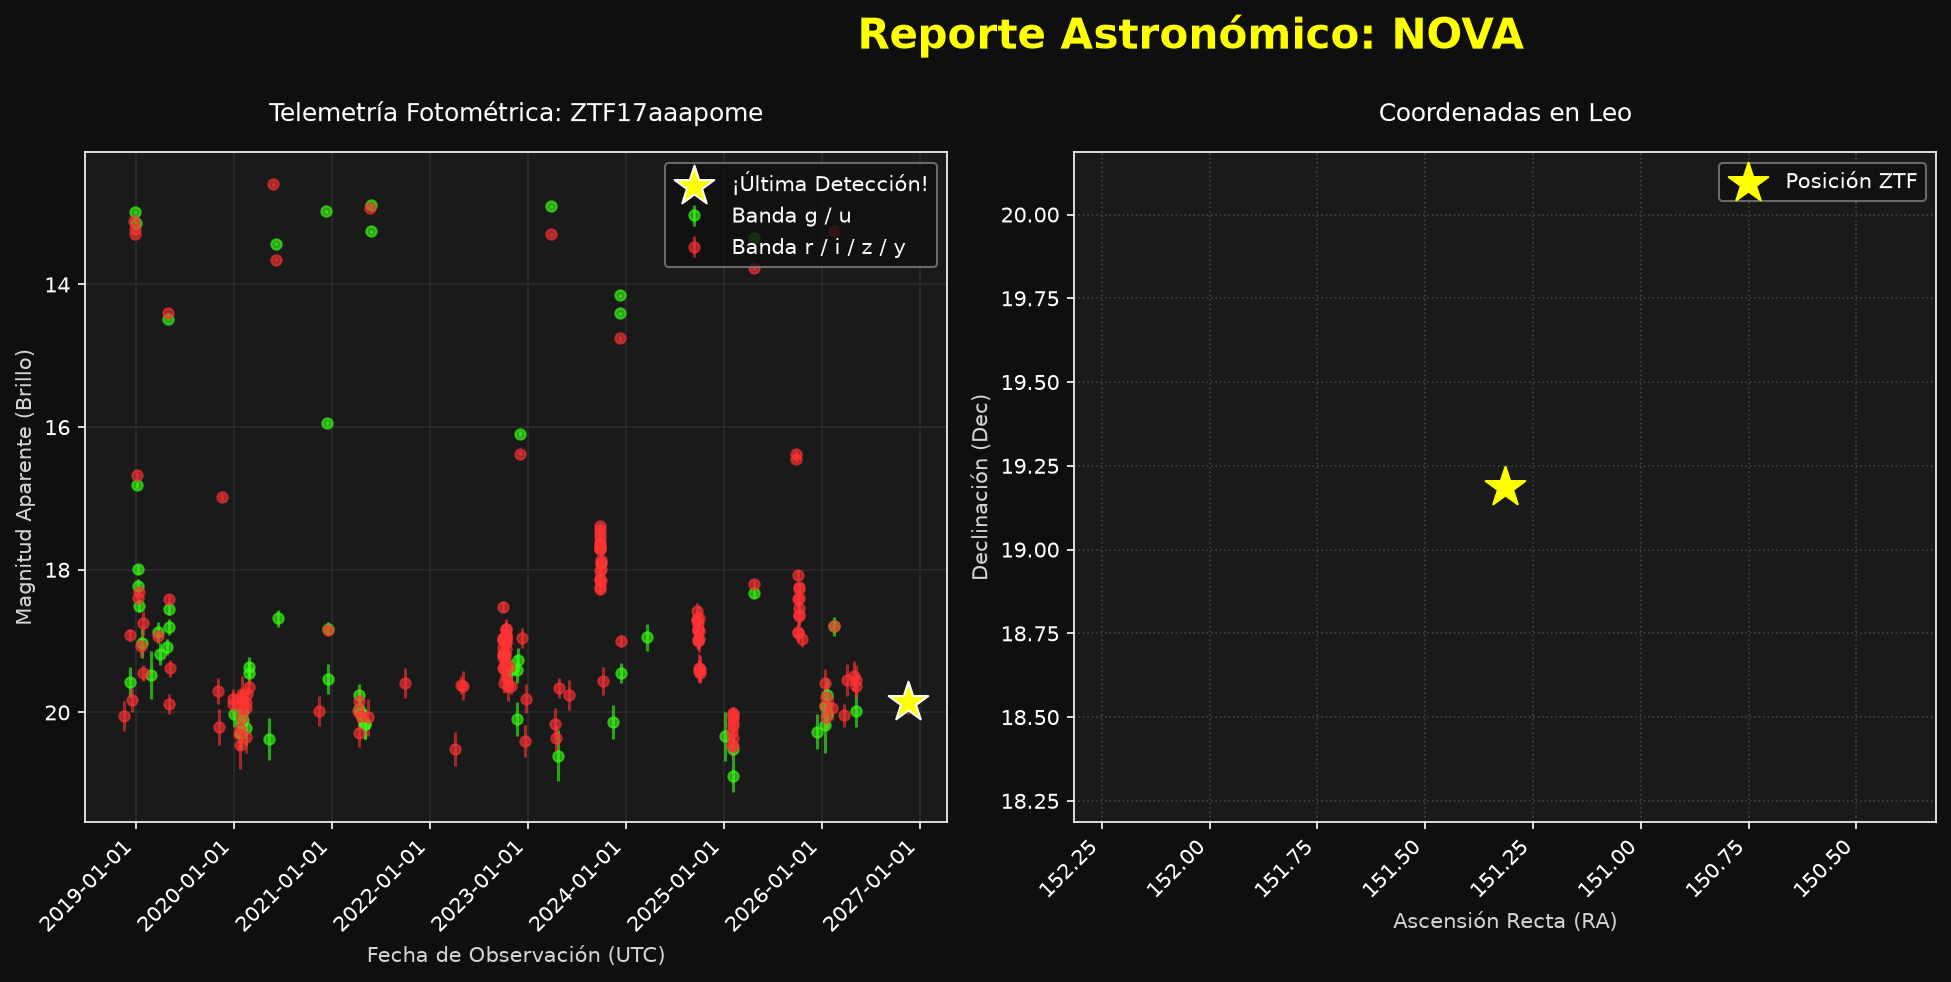 Reporte Astronómico: NOVA
Telemetría Fotométrica: ZTF17aaapome
¡Última Detección!
Banda g / u
Banda r / i / z / y
Magnitud Aparente (Brillo)
14
16
18
20
2019-01-01
2020-01-01
2021-01-01
2022-01-01
2023-01-01
2024-01-01
2025-01-01
2026-01-01
2027-01-01
Fecha de Observación (UTC)
Coordenadas en Leo
Posición ZTF
Declinación (Dec)
20.00
19.75
19.50
19.25
19.00
18.75
18.50
18.25
152.25
152.00
151.75
151.50
151.25
151.00
150.75
150.50
Ascensión Recta (RA)